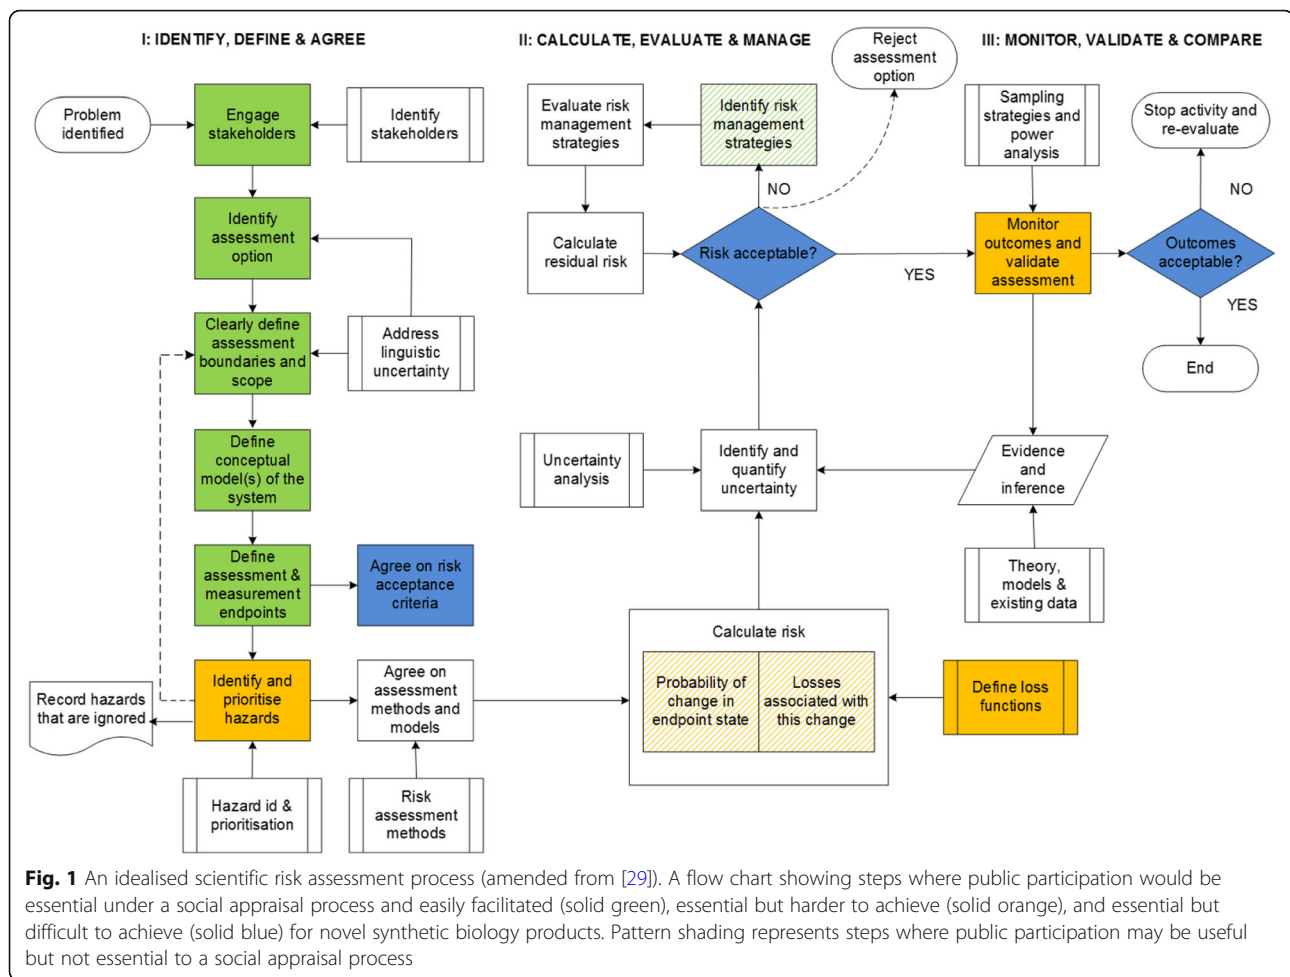 I: IDENTIFY, DEFINE & AGREE
Problem
identified
Engage
stakeholders
Identify
stakeholders
Identify
assessment
option
Clearly define
assessment
boundaries and
scope
Address
linguistic
uncertainty
Define
conceptual
model(s) of the
system
Define
assessment &
measurement
endpoints
Agree on risk
acceptance
criteria
Record hazards
that are ignored
Identify and
prioritise
hazards
Agree on
assessment
methods and
models
Hazard id &
prioritisation
Risk
assessment
methods
II: CALCULATE, EVALUATE & MANAGE
Reject
assessment
option
Evaluate risk
management
strategies
Identify risk
management
strategies
NO
Calculate
residual risk
Risk acceptable?
YES
Uncertainty
analysis
Identify and
quantify
uncertainty
Calculate risk
Probability of
change in
endpoint state
Losses
associated with
this change
Define loss
functions
III: MONITOR, VALIDATE & COMPARE
Sampling
strategies and
power
analysis
Stop activity and
re-evaluate
NO
Monitor
outcomes and
validate
assessment
Outcomes
acceptable?
YES
End
Evidence
and
inference
Theory,
models &
existing data
Fig. 1 An idealised scientific risk assessment process (amended from [29]). A flow chart showing steps where public participation would be
essential under a social appraisal process and easily facilitated (solid green), essential but harder to achieve (solid orange), and essential but
difficult to achieve (solid blue) for novel synthetic biology products. Pattern shading represents steps where public participation may be useful
but not essential to a social appraisal process